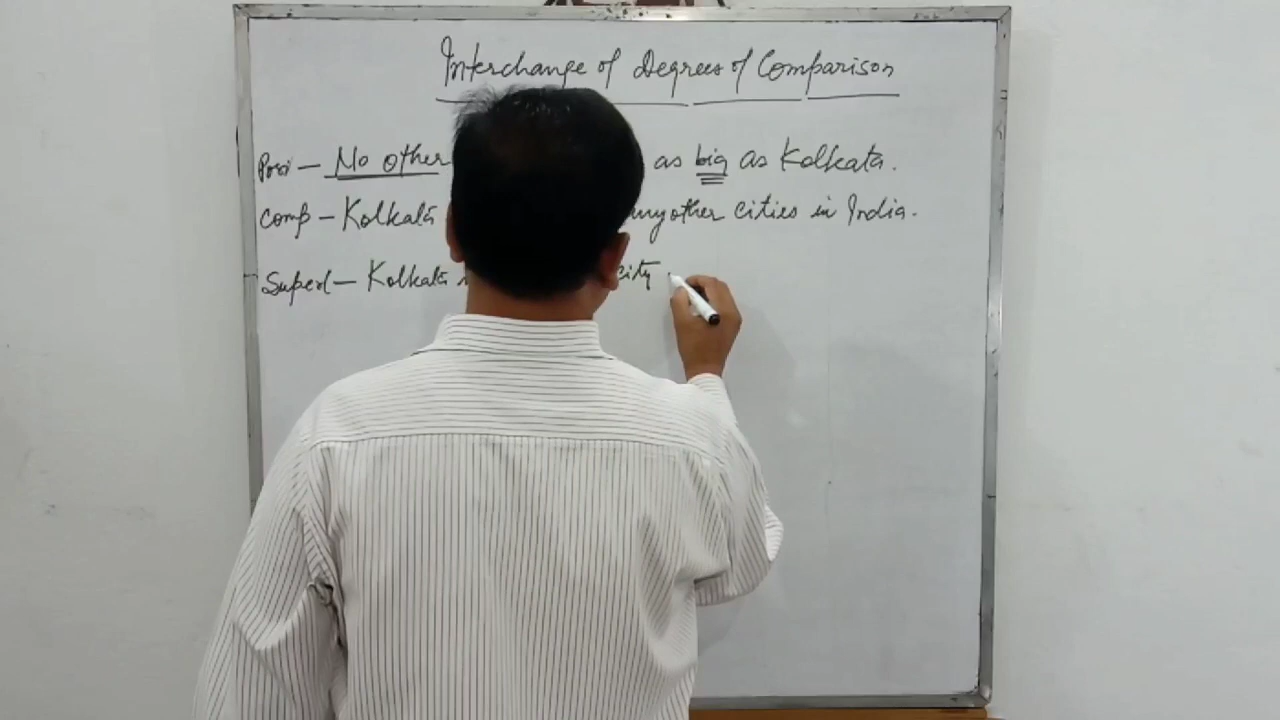 Interchange of Degrees of Comparison
Posi – No other as big as Kolkata.
Comp – Kolkata any other cities in India.
Superl – Kolkata city